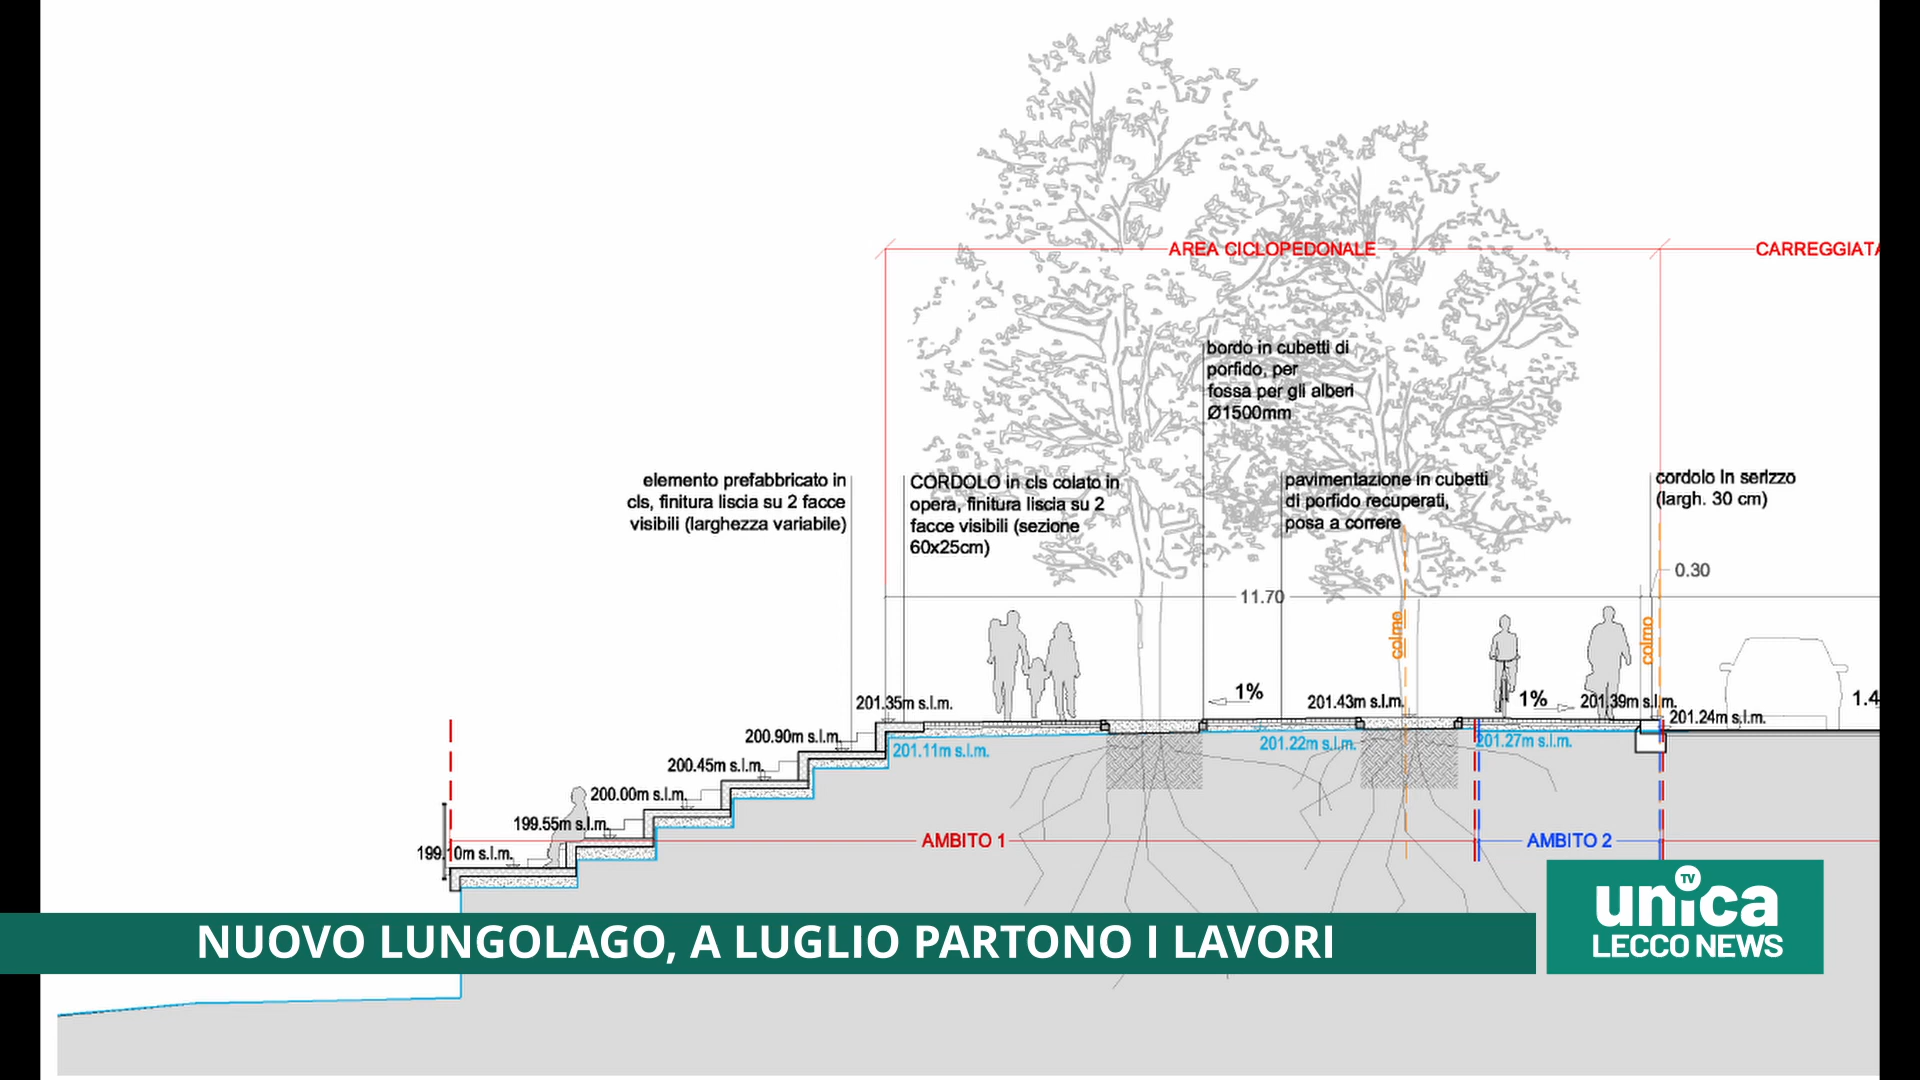 AREA CICLOPEDONALE
CARREGGIATA
bordo in cubetti di
porfido, per
fossa per gli alberi
Ø1500mm
elemento prefabbricato in
cls, finitura liscia su 2 facce
visibili (larghezza variabile)
CORDOLO in cls colato in
opera, finitura liscia su 2
facce visibili (sezione
60x25cm)
pavimentazione in cubetti
di porfido recuperati,
posa a correre
cordolo in serizzo
(largh. 30 cm)
0.30
11.70
colmo
colmo
1%
1%
1.4
201.35m s.l.m.
201.43m s.l.m.
201.39m s.l.m.
201.24m s.l.m.
200.90m s.l.m.
201.11m s.l.m.
201.22m s.l.m.
201.27m s.l.m.
200.45m s.l.m.
200.00m s.l.m.
199.55m s.l.m.
199.10m s.l.m.
AMBITO 1
AMBITO 2
NUOVO LUNGOLAGO, A LUGLIO PARTONO I LAVORI
TV
unica
LECCO NEWS